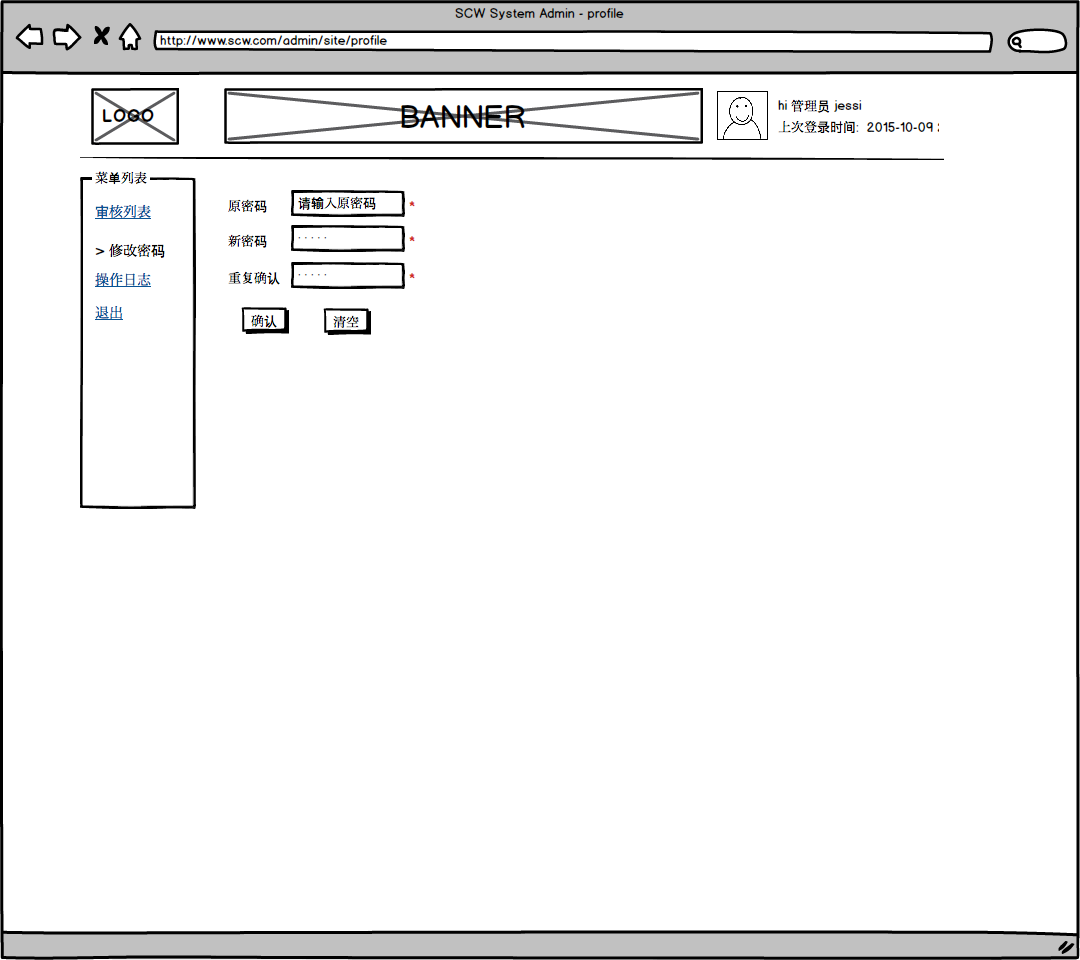 SCW System Admin - profile
http://www.scw.com/admin/site/profile
LOGO
BANNER
hi 管理员 jessi
上次登录时间: 2015-10-09 :
菜单列表
审核列表
> 修改密码
操作日志
退出
原密码 请输入原密码 *
新密码 ····· *
重复确认 ····· *
确认 清空